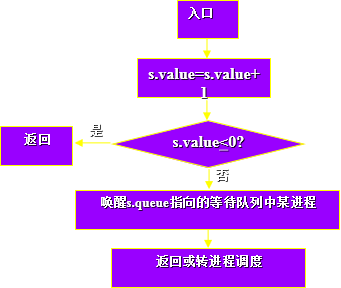 入口
s.value=s.value+
1
s.value≤0?
是
返回
否
唤醒s.queue指向的等待队列中某进程
返回或转进程调度